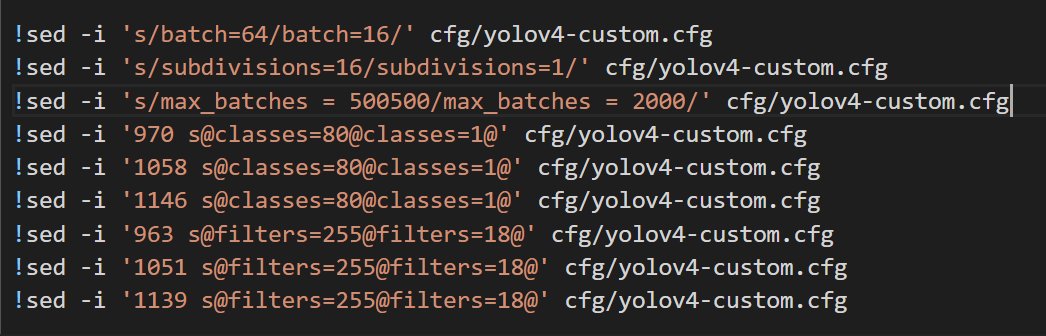 !sed -i 's/batch=64/batch=16/' cfg/yolov4-custom.cfg
!sed -i 's/subdivisions=16/subdivisions=1/' cfg/yolov4-custom.cfg
!sed -i 's/max_batches = 500500/max_batches = 2000/' cfg/yolov4-custom.cfg
!sed -i '970 s@classes=80@classes=1@' cfg/yolov4-custom.cfg
!sed -i '1058 s@classes=80@classes=1@' cfg/yolov4-custom.cfg
!sed -i '1146 s@classes=80@classes=1@' cfg/yolov4-custom.cfg
!sed -i '963 s@filters=255@filters=18@' cfg/yolov4-custom.cfg
!sed -i '1051 s@filters=255@filters=18@' cfg/yolov4-custom.cfg
!sed -i '1139 s@filters=255@filters=18@' cfg/yolov4-custom.cfg